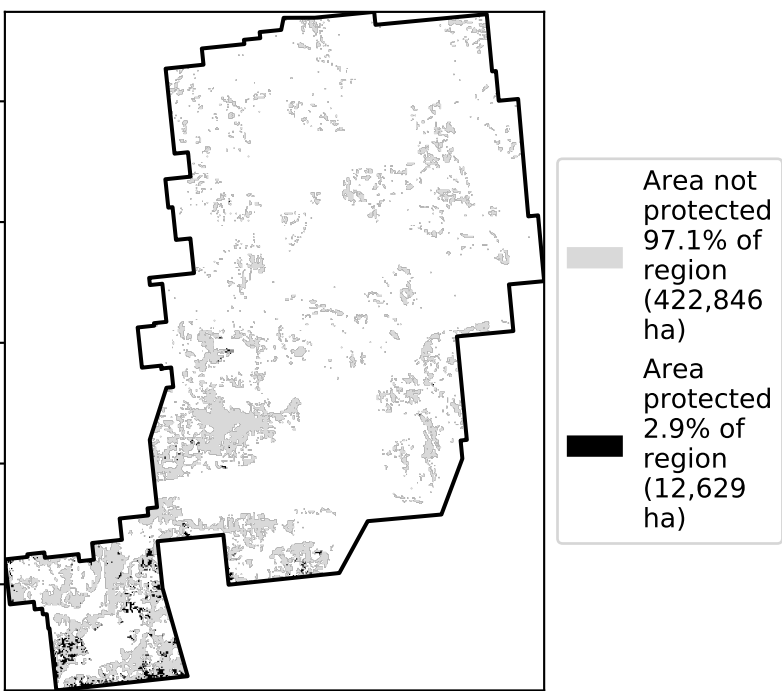 Area not
protected
97.1% of
region
(422,846
ha)
Area
protected
2.9% of
region
(12,629
ha)